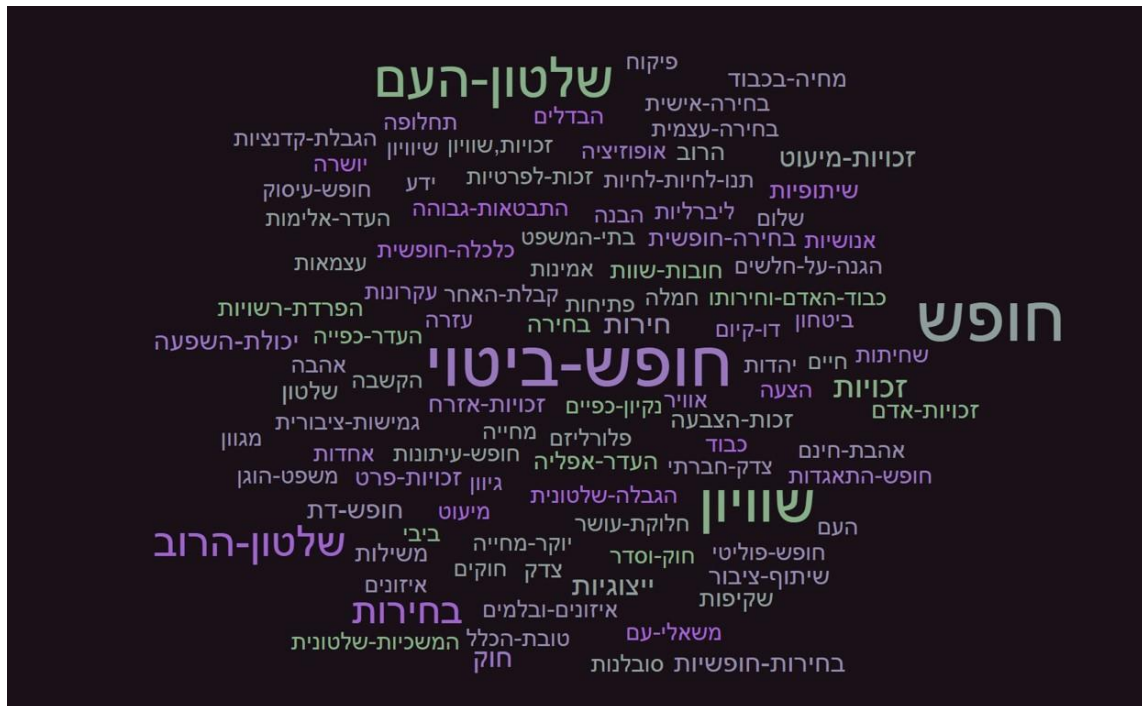 פיקוח
שלטון-העם
מחיה-בכבוד
בחירה-אישית
הבדלים
תחלופה
בחירה-עצמית
הגבלת-קדנציות
שיוויון
זכויות,שוויון
אופוזיציה
הרוב
זכויות-מיעוט
יושרה
חופש-עיסוק
ידע
זכות-לפרטיות
תנו-לחיות-לחיות
שיתופיות
העדר-אלימות
התבטאות-גבוהה
הבנה
ליברליות
שלום
כלכלה-חופשית
בתי-המשפט
בחירה-חופשית
אנושיות
עצמאות
אמינות
חובות-שוות
הגנה-על-חלשים
הפרדת-רשויות
עקרונות
קבלת-האחר
פתיחות
חמלה
כבוד-האדם-וחירותו
חופש
יכולת-השפעה
העדר-כפייה
עזרה
בחירה
חירות
דו-קיום
ביטחון
אהבה
הקשבה
חופש-ביטוי
יהדות
חיים
שחיתות
שלטון
זכויות-אזרח
נקיון-כפיים
אוויר
הצעה
זכויות
זכויות-אדם
מגוון
גמישות-ציבורית
מחייה
פלורליזם
זכות-הצבעה
אחדות
חופש-עיתונות
העדר-אפליה
צדק-חברתי
כבוד
אהבת-חינם
משפט-הוגן
זכויות-פרט
גיוון
הגבלה-שלטונית
שוויון
חופש-התאגדות
חופש-דת
מיעוט
חלוקת-עושר
העם
שלטון-הרוב
ביבי
משילות
יוקר-מחייה
חוק-וסדר
חופש-פוליטי
איזונים
חוקים
צדק
ייצוגיות
שיתוף-ציבור
שקיפות
בחירות
איזונים-ובלמים
משאלי-עם
המשכיות-שלטונית
טובת-הכלל
חוק
סובלנות
בחירות-חופשיות